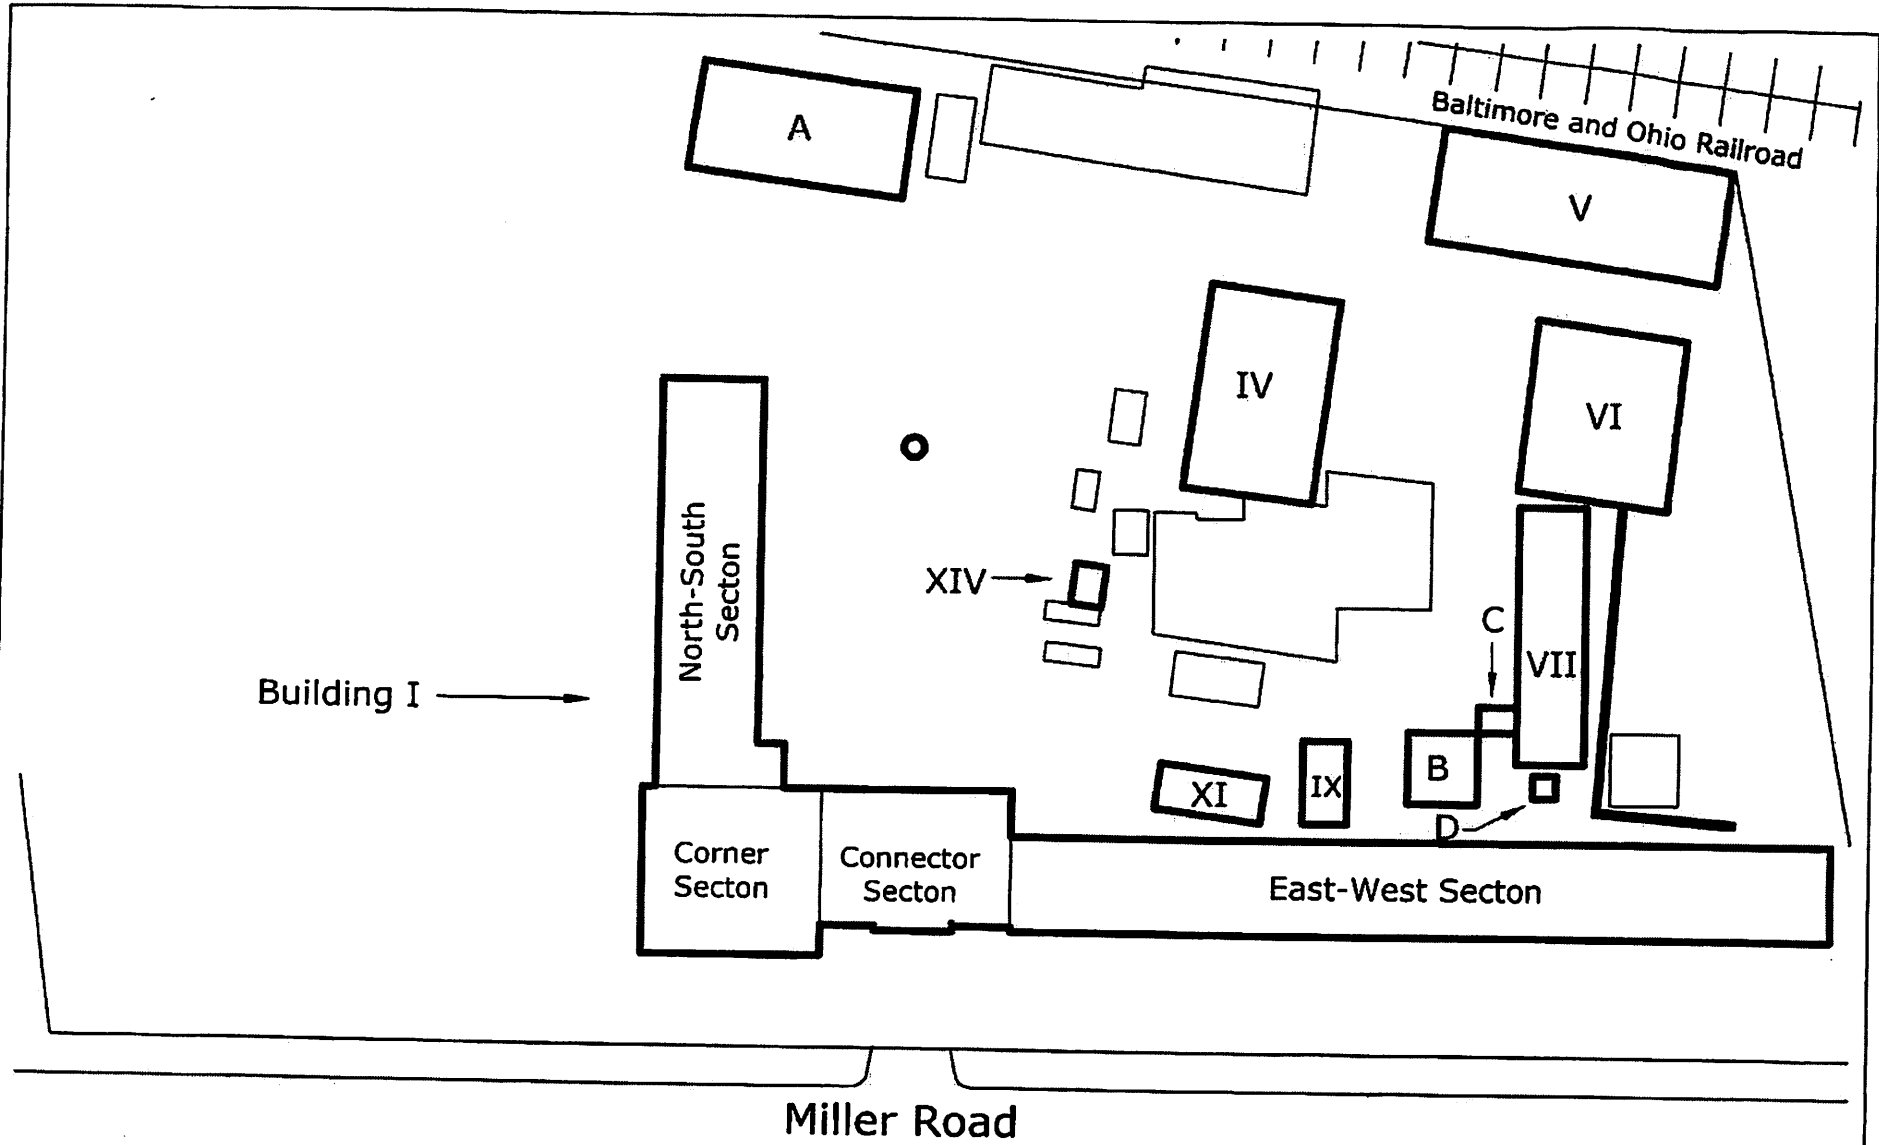 A
Baltimore and Ohio Railroad
V
IV
VI
North-South
Secton
XIV
C
VII
Building I
B
IX
XI
D
Corner
Secton
Connector
Secton
East-West Secton
Miller Road